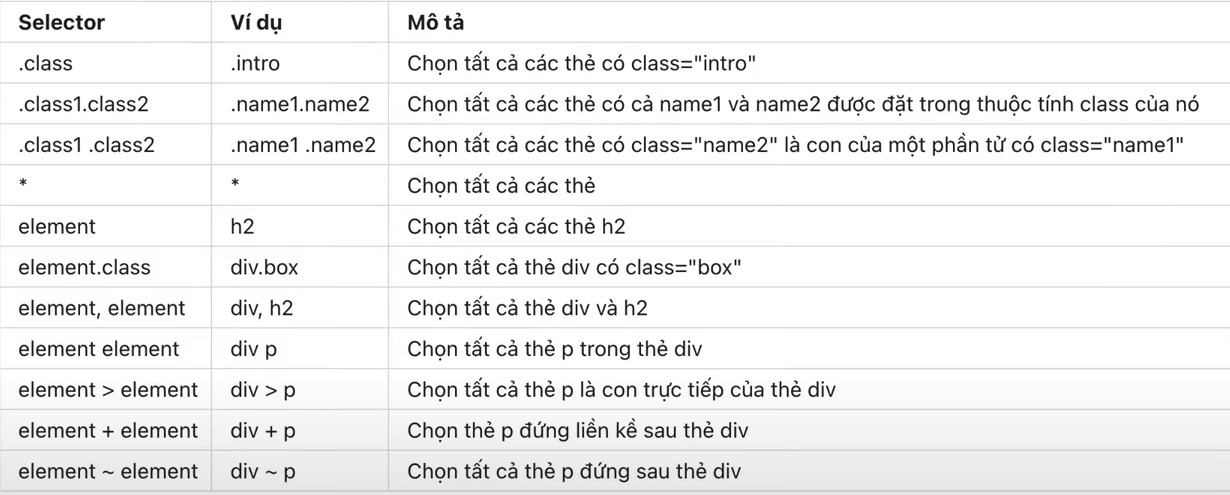 Selector Ví dụ Mô tả
.class .intro Chọn tất cả các thẻ có class="intro"
.class1.class2 .name1.name2 Chọn tất cả các thẻ có cả name1 và name2 được đặt trong thuộc tính class của nó
.class1 .class2 .name1 .name2 Chọn tất cả các thẻ có class="name2" là con của một phần tử có class="name1"
* * Chọn tất cả các thẻ
element h2 Chọn tất cả các thẻ h2
element.class div.box Chọn tất cả thẻ div có class="box"
element, element div, h2 Chọn tất cả thẻ div và h2
element element div p Chọn tất cả thẻ p trong thẻ div
element > element div > p Chọn tất cả thẻ p là con trực tiếp của thẻ div
element + element div + p Chọn thẻ p đứng liền kề sau thẻ div
element ~ element div ~ p Chọn tất cả thẻ p đứng sau thẻ div